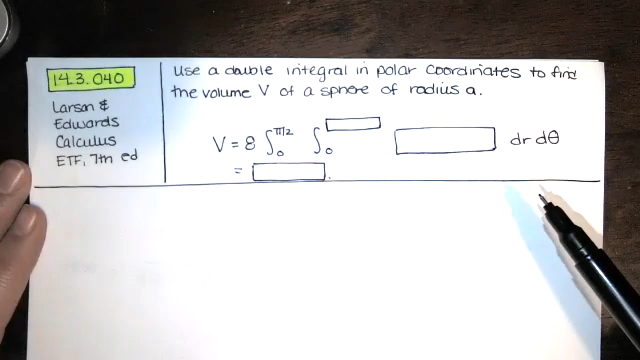 14.3.040
Larson &
Edwards
Calculus
ETF, 7th ed
Use a double integral in polar coordinates to find
the volume V of a sphere of radius a.
V = 8 ∫₀^π/2 ∫₀ dr dθ
= .